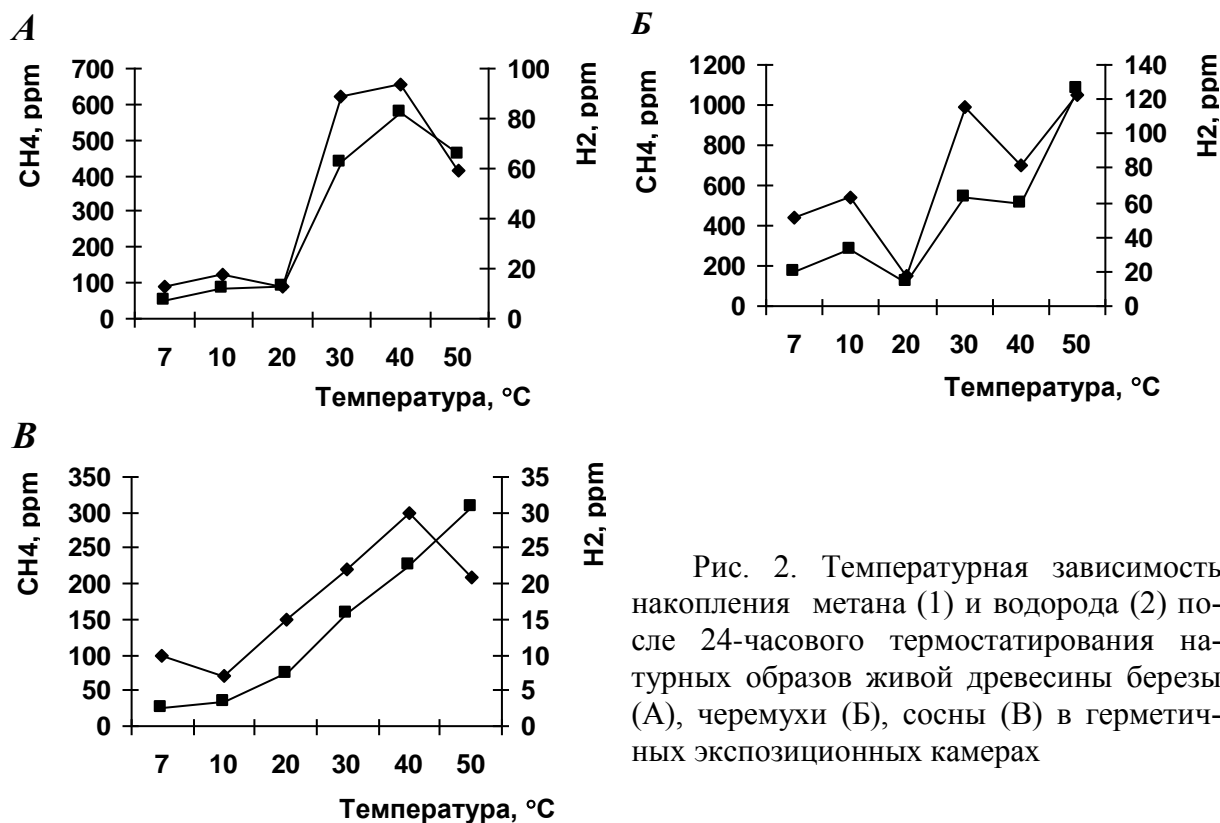 А
CH4, ppm
700
600
500
400
300
200
100
0
100
80
60
40
20
0
H2, ppm
7 10 20 30 40 50
Температура, °C
Б
CH4, ppm
1200
1000
800
600
400
200
0
140
120
100
80
60
40
20
0
H2, ppm
7 10 20 30 40 50
Температура, °C
В
CH4, ppm
350
300
250
200
150
100
50
0
35
30
25
20
15
10
5
0
H2, ppm
7 10 20 30 40 50
Температура, °C
Рис. 2. Температурная зависимость
накопления метана (1) и водорода (2) по-
сле 24-часового термостатирования на-
турных образов живой древесины березы
(А), черемухи (Б), сосны (В) в герметич-
ных экспозиционных камерах